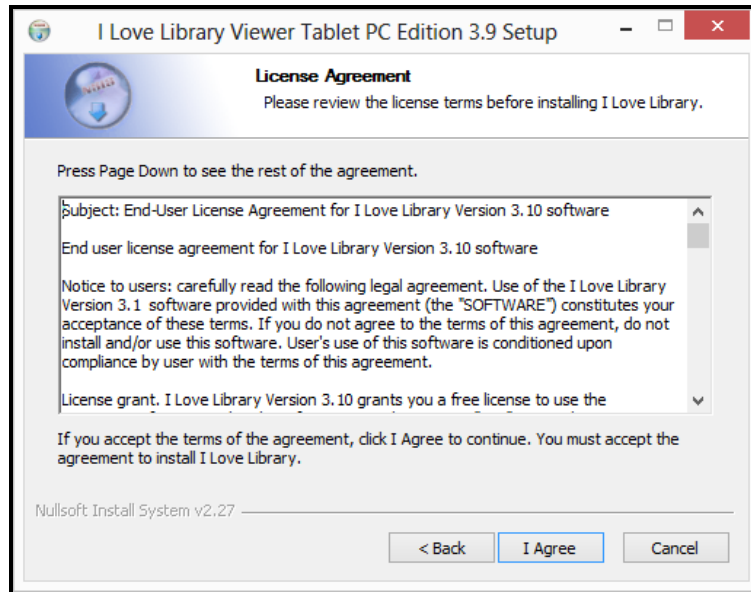 I Love Library Viewer Tablet PC Edition 3.9 Setup
License Agreement
Please review the license terms before installing I Love Library.
Press Page Down to see the rest of the agreement.
Subject: End-User License Agreement for I Love Library Version 3.10 software
End user license agreement for I Love Library Version 3.10 software
Notice to users: carefully read the following legal agreement. Use of the I Love Library
Version 3.1  software provided with this agreement (the "SOFTWARE") constitutes your
acceptance of these terms. If you do not agree to the terms of this agreement, do not
install and/or use this software. User's use of this software is conditioned upon
compliance by user with the terms of this agreement.
License grant. I Love Library Version 3.10 grants you a free license to use the
If you accept the terms of the agreement, click I Agree to continue. You must accept the
agreement to install I Love Library.
Nullsoft Install System v2.27
< Back
I Agree
Cancel